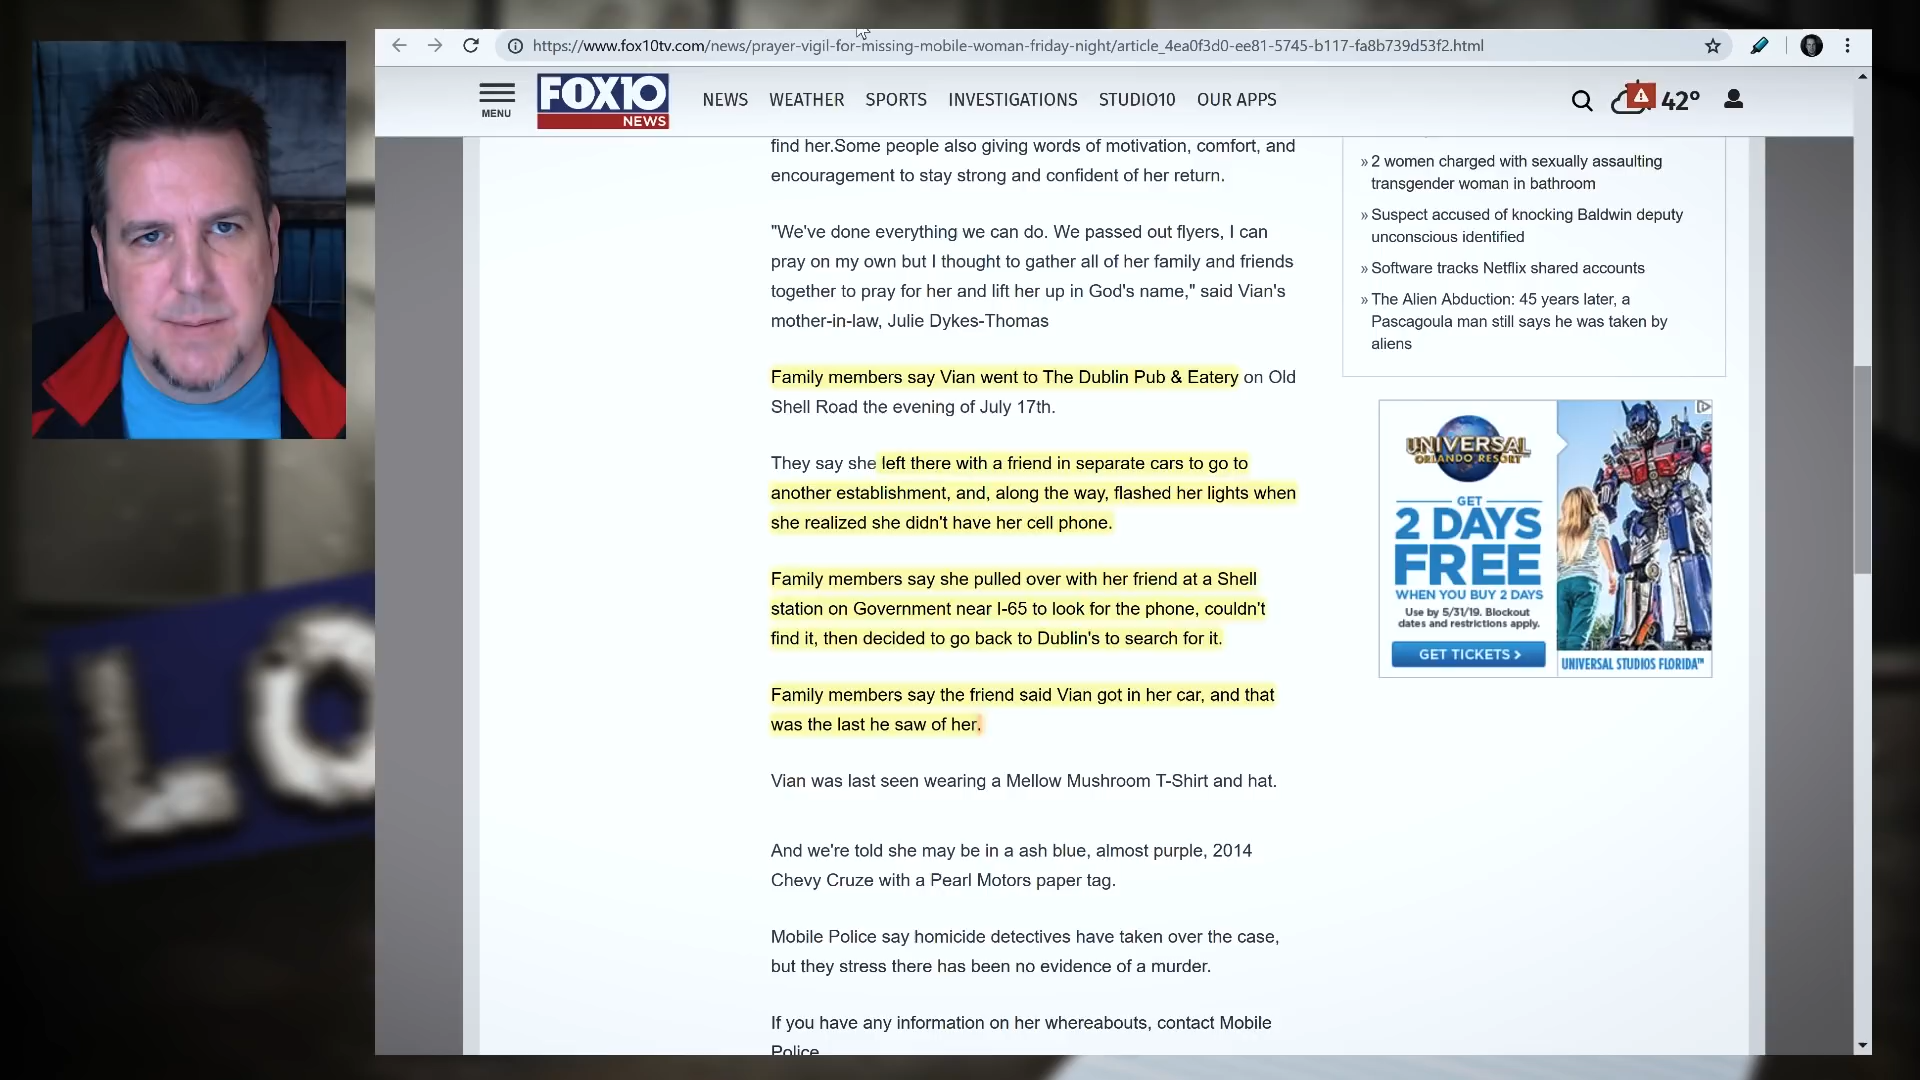 https://www.fox10tv.com/news/prayer-vigil-for-missing-mobile-woman-friday-night/article_4ea0f3d0-ee81-5745-b117-fa8b739d53f2.html
MENU
FOX10
NEWS
NEWS WEATHER SPORTS INVESTIGATIONS STUDIO10 OUR APPS
42°
find her.Some people also giving words of motivation, comfort, and
encouragement to stay strong and confident of her return.
"We've done everything we can do. We passed out flyers, I can
pray on my own but I thought to gather all of her family and friends
together to pray for her and lift her up in God's name," said Vian's
mother-in-law, Julie Dykes-Thomas
Family members say Vian went to The Dublin Pub & Eatery on Old
Shell Road the evening of July 17th.
They say she left there with a friend in separate cars to go to
another establishment, and, along the way, flashed her lights when
she realized she didn't have her cell phone.
Family members say she pulled over with her friend at a Shell
station on Government near I-65 to look for the phone, couldn't
find it, then decided to go back to Dublin's to search for it.
Family members say the friend said Vian got in her car, and that
was the last he saw of her.
Vian was last seen wearing a Mellow Mushroom T-Shirt and hat.
And we're told she may be in a ash blue, almost purple, 2014
Chevy Cruze with a Pearl Motors paper tag.
Mobile Police say homicide detectives have taken over the case,
but they stress there has been no evidence of a murder.
If you have any information on her whereabouts, contact Mobile
Police
» 2 women charged with sexually assaulting
transgender woman in bathroom
» Suspect accused of knocking Baldwin deputy
unconscious identified
» Software tracks Netflix shared accounts
» The Alien Abduction: 45 years later, a
Pascagoula man still says he was taken by
aliens
UNIVERSAL
ORLANDO RESORT™
GET
2 DAYS
FREE
WHEN YOU BUY 2 DAYS
Use by 5/31/19. Blockout
dates and restrictions apply.
GET TICKETS >
UNIVERSAL STUDIOS FLORIDA™
LO